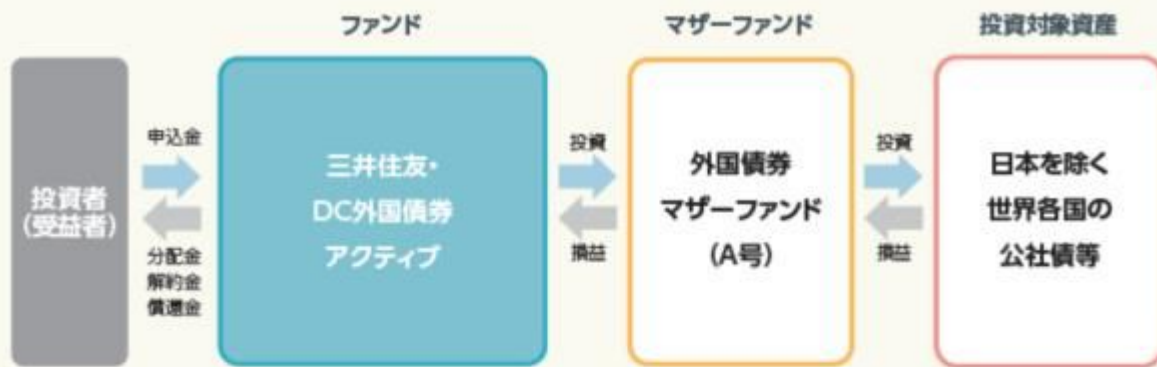 ファンド
マザーファンド
投資対象資産
投資者
(受益者)
申込金
分配金
解約金
償還金
三井住友・
DC外国債券
アクティブ
投資
損益
外国債券
マザーファンド
(A号)
投資
損益
日本を除く
世界各国の
公社債等